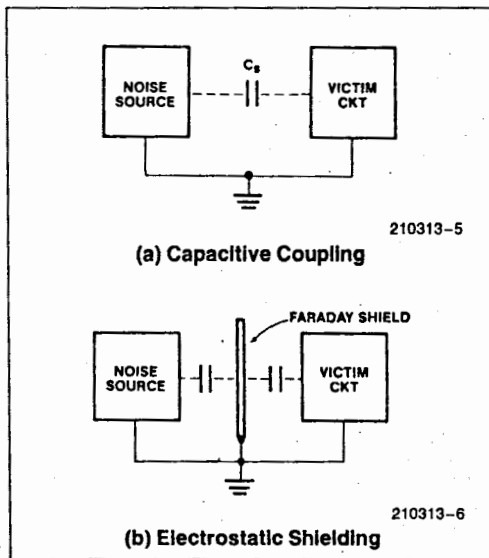 Cs
NOISE
SOURCE
VICTIM
CKT
210313-5
(a) Capacitive Coupling
FARADAY SHIELD
NOISE
SOURCE
VICTIM
CKT
210313-6
(b) Electrostatic Shielding